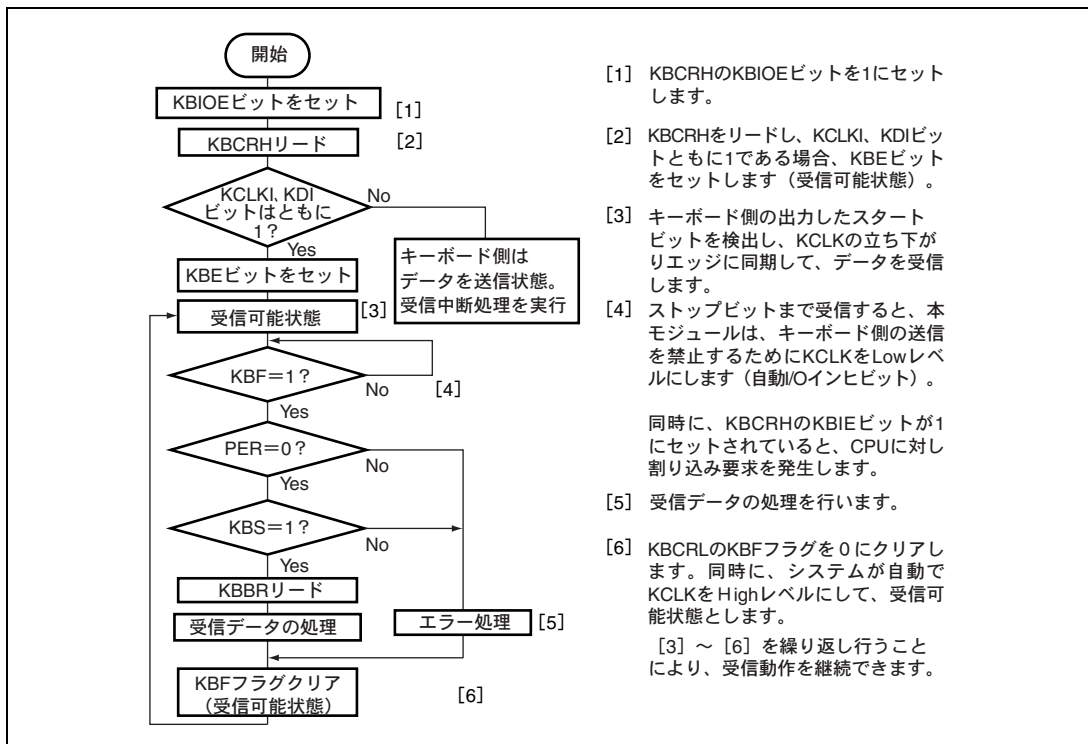 開始
KBIOEビットをセット
[1]
KBCRHリード
[2]
KCLKI、KDI
ビットはともに
1？
No
Yes
キーボード側は
データを送信状態。
受信中断処理を実行
KBEビットをセット
受信可能状態
[3]
KBF＝1？
No
[4]
Yes
PER＝0？
No
Yes
KBS＝1？
No
Yes
KBBRリード
受信データの処理
エラー処理
[5]
KBFフラグクリア
（受信可能状態）
[6]
[1] KBCRHのKBIOEビットを1にセット
します。
[2] KBCRHをリードし、KCLKI、KDIビッ
トともに1である場合、KBEビット
をセットします（受信可能状態）。
[3] キーボード側の出力したスタート
ビットを検出し、KCLKの立ち下が
りエッジに同期して、データを受信
します。
[4] ストップビットまで受信すると、本
モジュールは、キーボード側の送信
を禁止するためにKCLKをLowレベ
ルにします（自動I/Oインヒビット）。
同時に、KBCRHのKBIEビットが1
にセットされていると、CPUに対し
割り込み要求を発生します。
[5] 受信データの処理を行います。
[6] KBCRLのKBFフラグを0にクリアし
ます。同時に、システムが自動で
KCLKをHighレベルにして、受信可
能状態とします。
[3]～[6]を繰り返し行うこと
により、受信動作を継続できます。